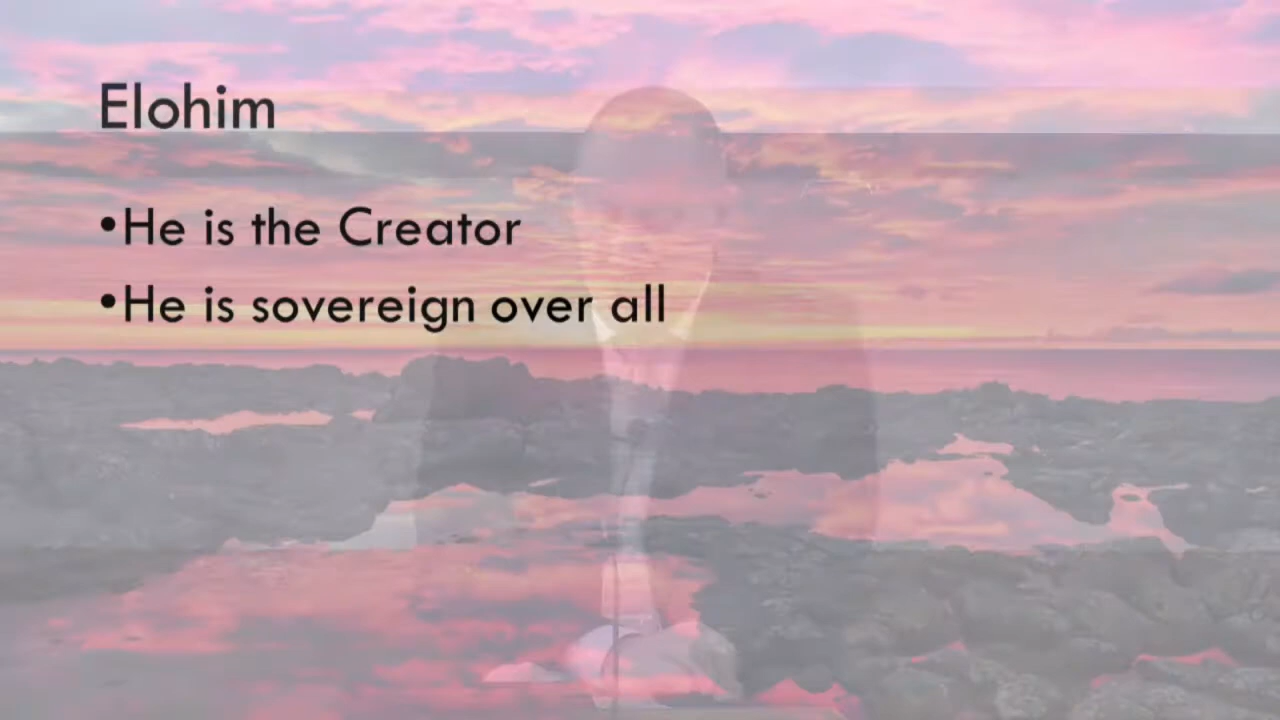 Elohim
•He is the Creator
•He is sovereign over all